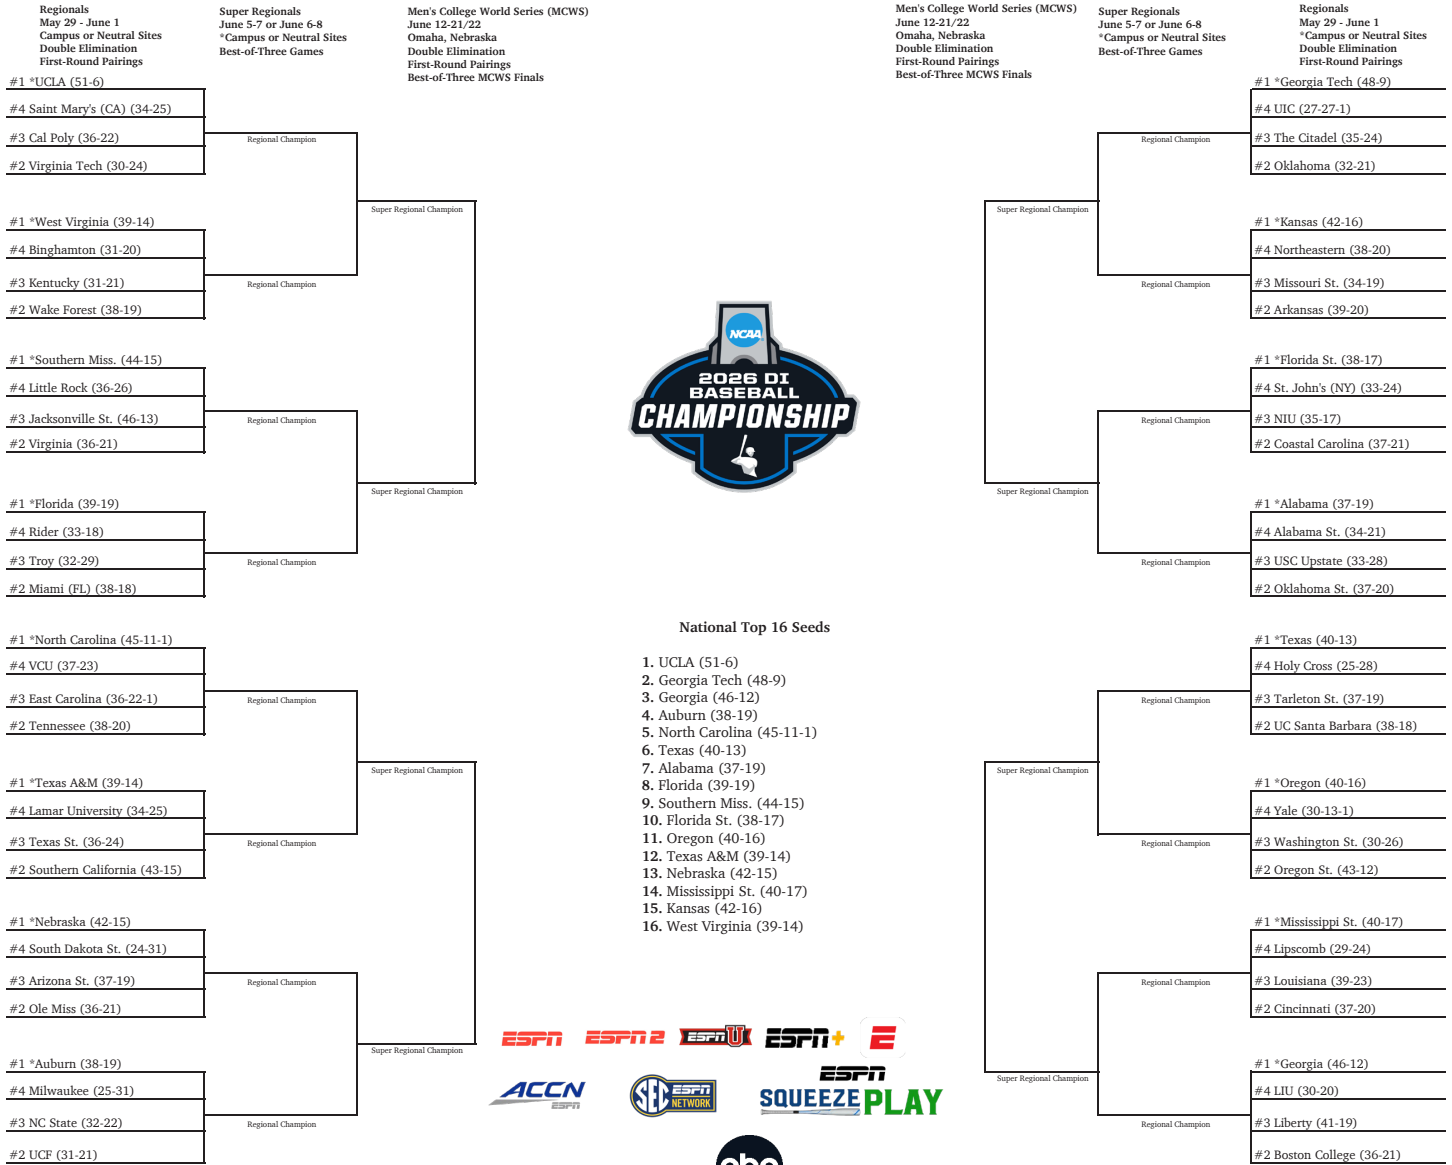 Regionals
May 29 - June 1
Campus or Neutral Sites
Double Elimination
First-Round Pairings
Super Regionals
June 5-7 or June 6-8
*Campus or Neutral Sites
Best-of-Three Games
Men's College World Series (MCWS)
June 12-21/22
Omaha, Nebraska
Double Elimination
First-Round Pairings
Best-of-Three MCWS Finals
Men's College World Series (MCWS)
June 12-21/22
Omaha, Nebraska
Double Elimination
First-Round Pairings
Best-of-Three MCWS Finals
Super Regionals
June 5-7 or June 6-8
*Campus or Neutral Sites
Best-of-Three Games
Regionals
May 29 - June 1
*Campus or Neutral Sites
Double Elimination
First-Round Pairings
#1 *UCLA (51-6)
#4 Saint Mary's (CA) (34-25)
#3 Cal Poly (36-22)
#2 Virginia Tech (30-24)
Regional Champion
#1 *West Virginia (39-14)
#4 Binghamton (31-20)
#3 Kentucky (31-21)
#2 Wake Forest (38-19)
Regional Champion
Super Regional Champion
#1 *Southern Miss. (44-15)
#4 Little Rock (36-26)
#3 Jacksonville St. (46-13)
#2 Virginia (36-21)
Regional Champion
#1 *Florida (39-19)
#4 Rider (33-18)
#3 Troy (32-29)
#2 Miami (FL) (38-18)
Regional Champion
Super Regional Champion
#1 *North Carolina (45-11-1)
#4 VCU (37-23)
#3 East Carolina (36-22-1)
#2 Tennessee (38-20)
Regional Champion
#1 *Texas A&M (39-14)
#4 Lamar University (34-25)
#3 Texas St. (36-24)
#2 Southern California (43-15)
Regional Champion
Super Regional Champion
#1 *Nebraska (42-15)
#4 South Dakota St. (24-31)
#3 Arizona St. (37-19)
#2 Ole Miss (36-21)
Regional Champion
#1 *Auburn (38-19)
#4 Milwaukee (25-31)
#3 NC State (32-22)
#2 UCF (31-21)
Regional Champion
Super Regional Champion
NCAA
2026 DI
BASEBALL
CHAMPIONSHIP
National Top 16 Seeds
1. UCLA (51-6)
2. Georgia Tech (48-9)
3. Georgia (46-12)
4. Auburn (38-19)
5. North Carolina (45-11-1)
6. Texas (40-13)
7. Alabama (37-19)
8. Florida (39-19)
9. Southern Miss. (44-15)
10. Florida St. (38-17)
11. Oregon (40-16)
12. Texas A&M (39-14)
13. Nebraska (42-15)
14. Mississippi St. (40-17)
15. Kansas (42-16)
16. West Virginia (39-14)
ESPN
ESPN 2
ESPN U
ESPN+
E
ACCN
ESPN
SEC ESPN
NETWORK
ESPN
SQUEEZE PLAY
abc
#1 *Georgia Tech (48-9)
#4 UIC (27-27-1)
#3 The Citadel (35-24)
#2 Oklahoma (32-21)
Regional Champion
#1 *Kansas (42-16)
#4 Northeastern (38-20)
#3 Missouri St. (34-19)
#2 Arkansas (39-20)
Regional Champion
Super Regional Champion
#1 *Florida St. (38-17)
#4 St. John's (NY) (33-24)
#3 NIU (35-17)
#2 Coastal Carolina (37-21)
Regional Champion
#1 *Alabama (37-19)
#4 Alabama St. (34-21)
#3 USC Upstate (33-28)
#2 Oklahoma St. (37-20)
Regional Champion
Super Regional Champion
#1 *Texas (40-13)
#4 Holy Cross (25-28)
#3 Tarleton St. (37-19)
#2 UC Santa Barbara (38-18)
Regional Champion
#1 *Oregon (40-16)
#4 Yale (30-13-1)
#3 Washington St. (30-26)
#2 Oregon St. (43-12)
Regional Champion
Super Regional Champion
#1 *Mississippi St. (40-17)
#4 Lipscomb (29-24)
#3 Louisiana (39-23)
#2 Cincinnati (37-20)
Regional Champion
#1 *Georgia (46-12)
#4 LIU (30-20)
#3 Liberty (41-19)
#2 Boston College (36-21)
Regional Champion
Super Regional Champion